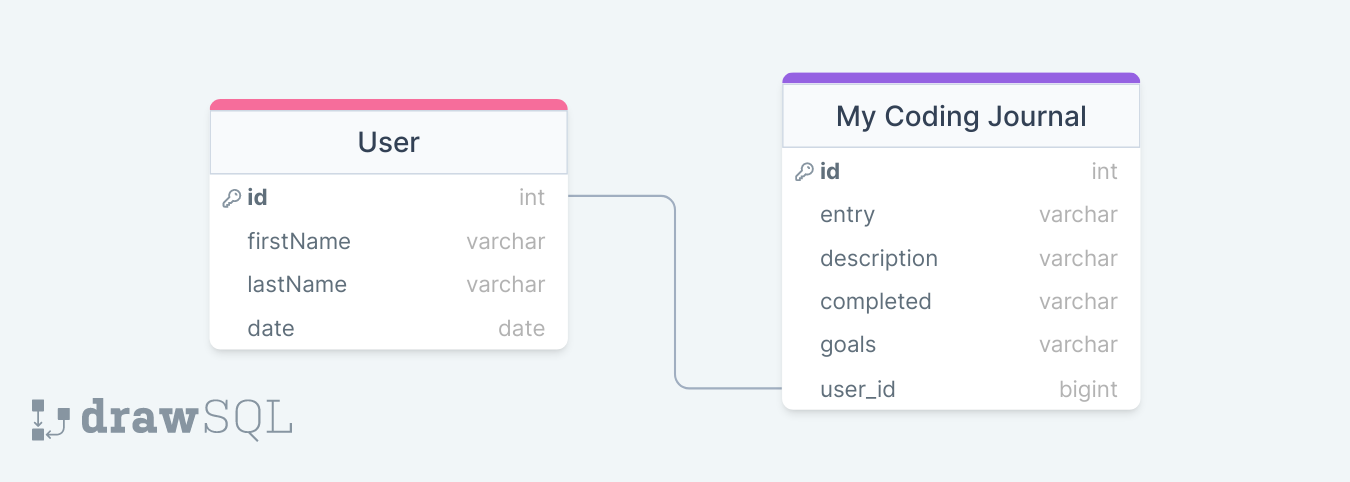 User
id int
firstName varchar
lastName varchar
date date
My Coding Journal
id int
entry varchar
description varchar
completed varchar
goals varchar
user_id bigint
drawSQL